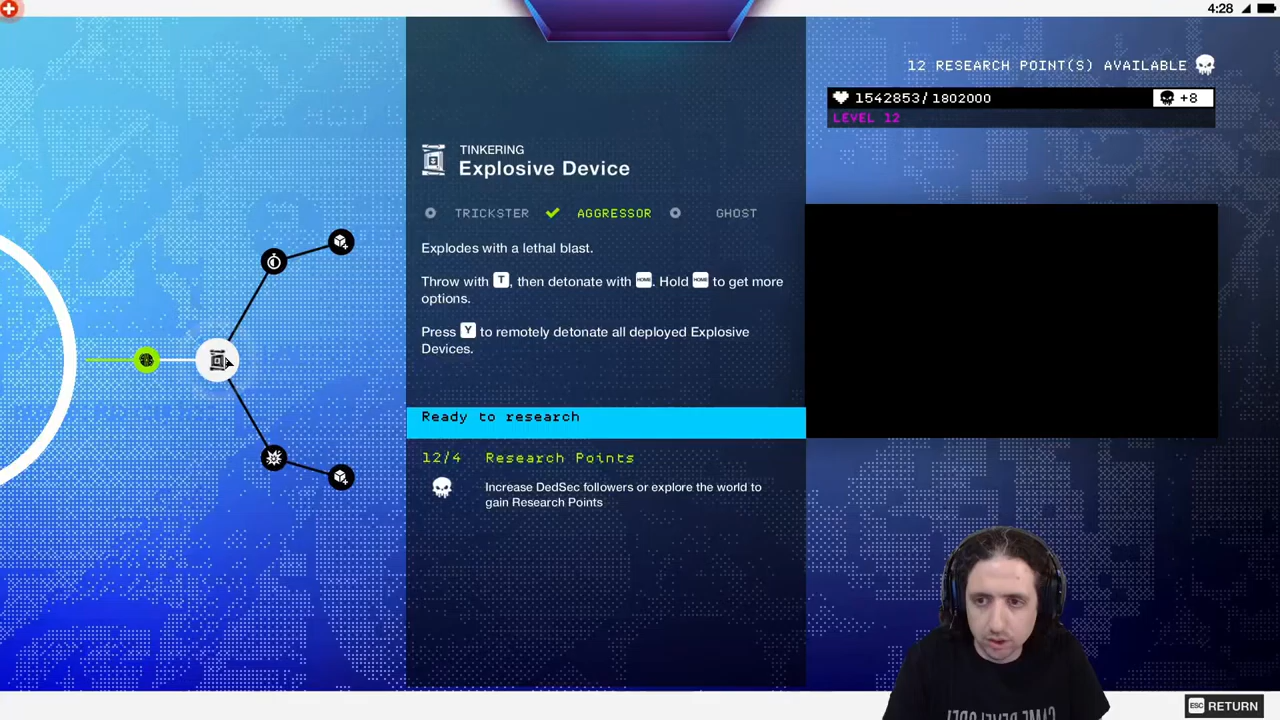 4:28
12 RESEARCH POINT(S) AVAILABLE
1542853/1802000
+8
LEVEL 12
TINKERING
Explosive Device
TRICKSTER AGGRESSOR GHOST
Explodes with a lethal blast.
Throw with T, then detonate with HOME. Hold HOME to get more
options.
Press Y to remotely detonate all deployed Explosive
Devices.
Ready to research
12/4 Research Points
Increase DedSec followers or explore the world to
gain Research Points
ESC RETURN